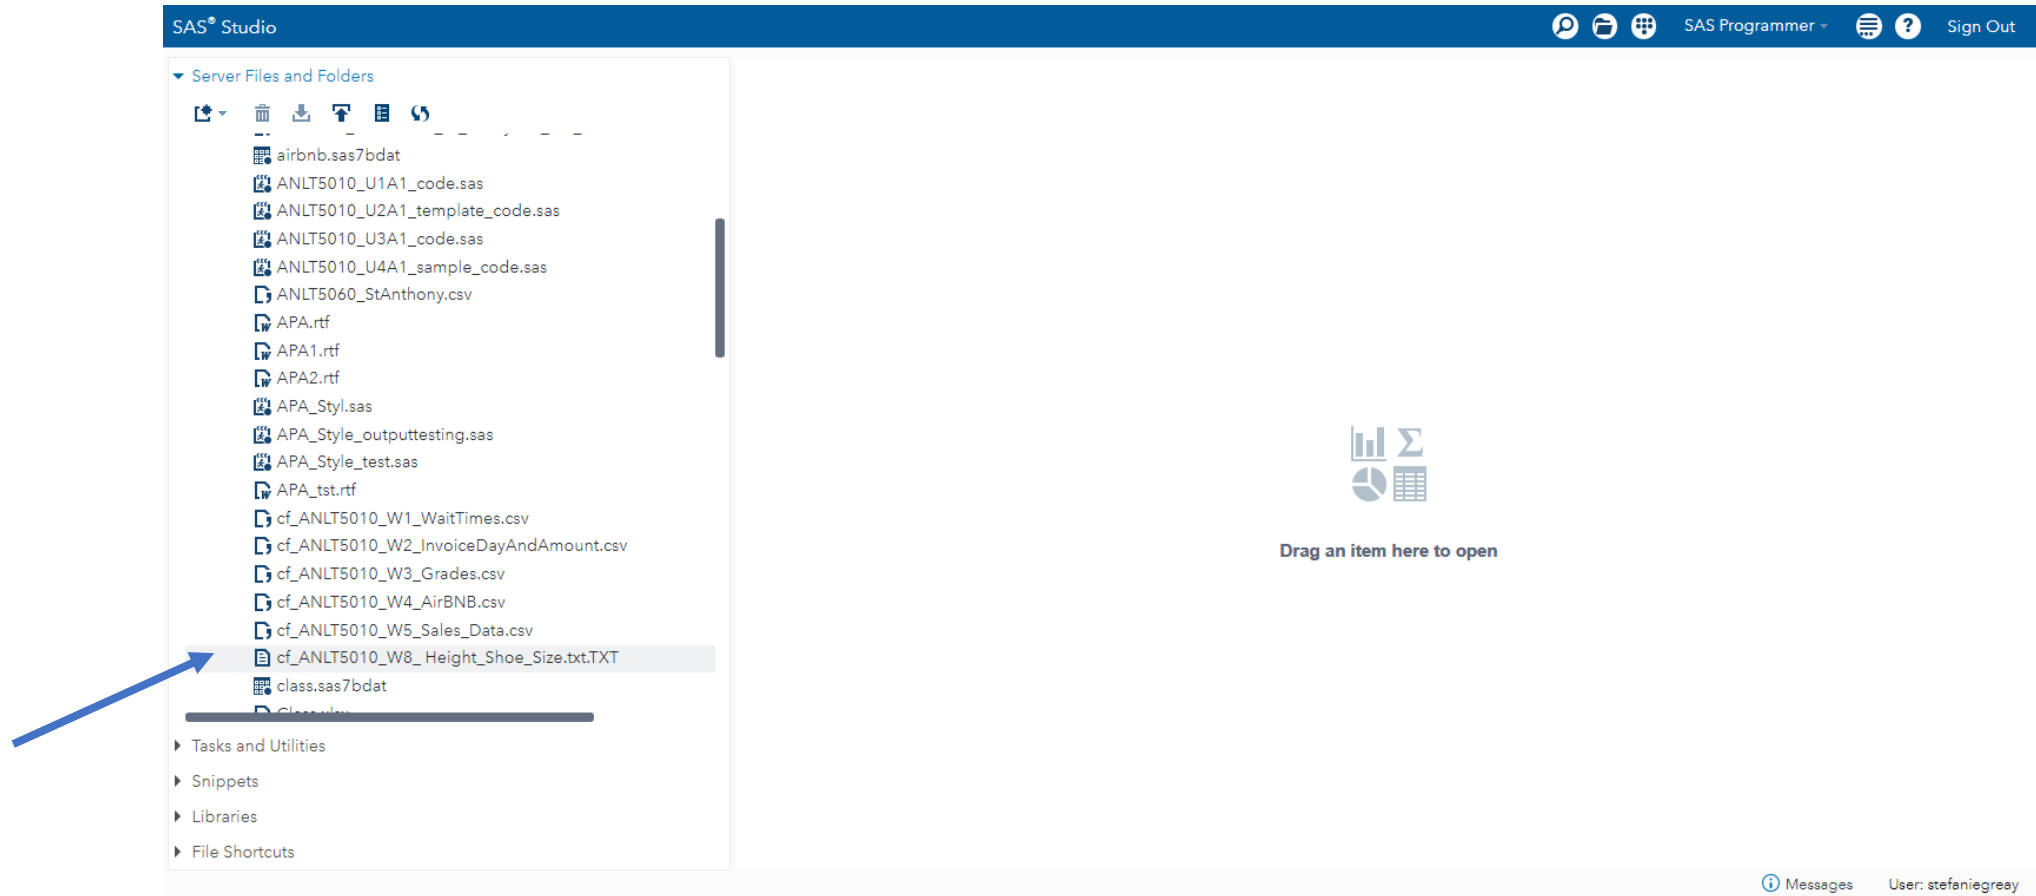 SAS® Studio
SAS Programmer
Sign Out
Server Files and Folders
airbnb.sas7bdat
ANLT5010_U1A1_code.sas
ANLT5010_U2A1_template_code.sas
ANLT5010_U3A1_code.sas
ANLT5010_U4A1_sample_code.sas
ANLT5060_StAnthony.csv
APA.rtf
APA1.rtf
APA2.rtf
APA_Styl.sas
APA_Style_outputtesting.sas
APA_Style_test.sas
APA_tst.rtf
cf_ANLT5010_W1_WaitTimes.csv
cf_ANLT5010_W2_InvoiceDayAndAmount.csv
cf_ANLT5010_W3_Grades.csv
cf_ANLT5010_W4_AirBNB.csv
cf_ANLT5010_W5_Sales_Data.csv
cf_ANLT5010_W8_ Height_Shoe_Size.txt.TXT
class.sas7bdat
Tasks and Utilities
Snippets
Libraries
File Shortcuts
Drag an item here to open
Messages
User: stefaniegreay